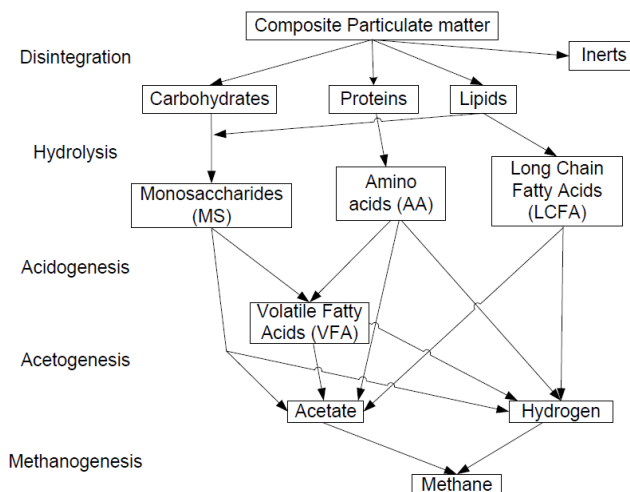 Composite Particulate matter
Disintegration
Inerts
Carbohydrates
Proteins
Lipids
Hydrolysis
Monosaccharides
(MS)
Amino
acids (AA)
Long Chain
Fatty Acids
(LCFA)
Acidogenesis
Volatile Fatty
Acids (VFA)
Acetogenesis
Acetate
Hydrogen
Methanogenesis
Methane